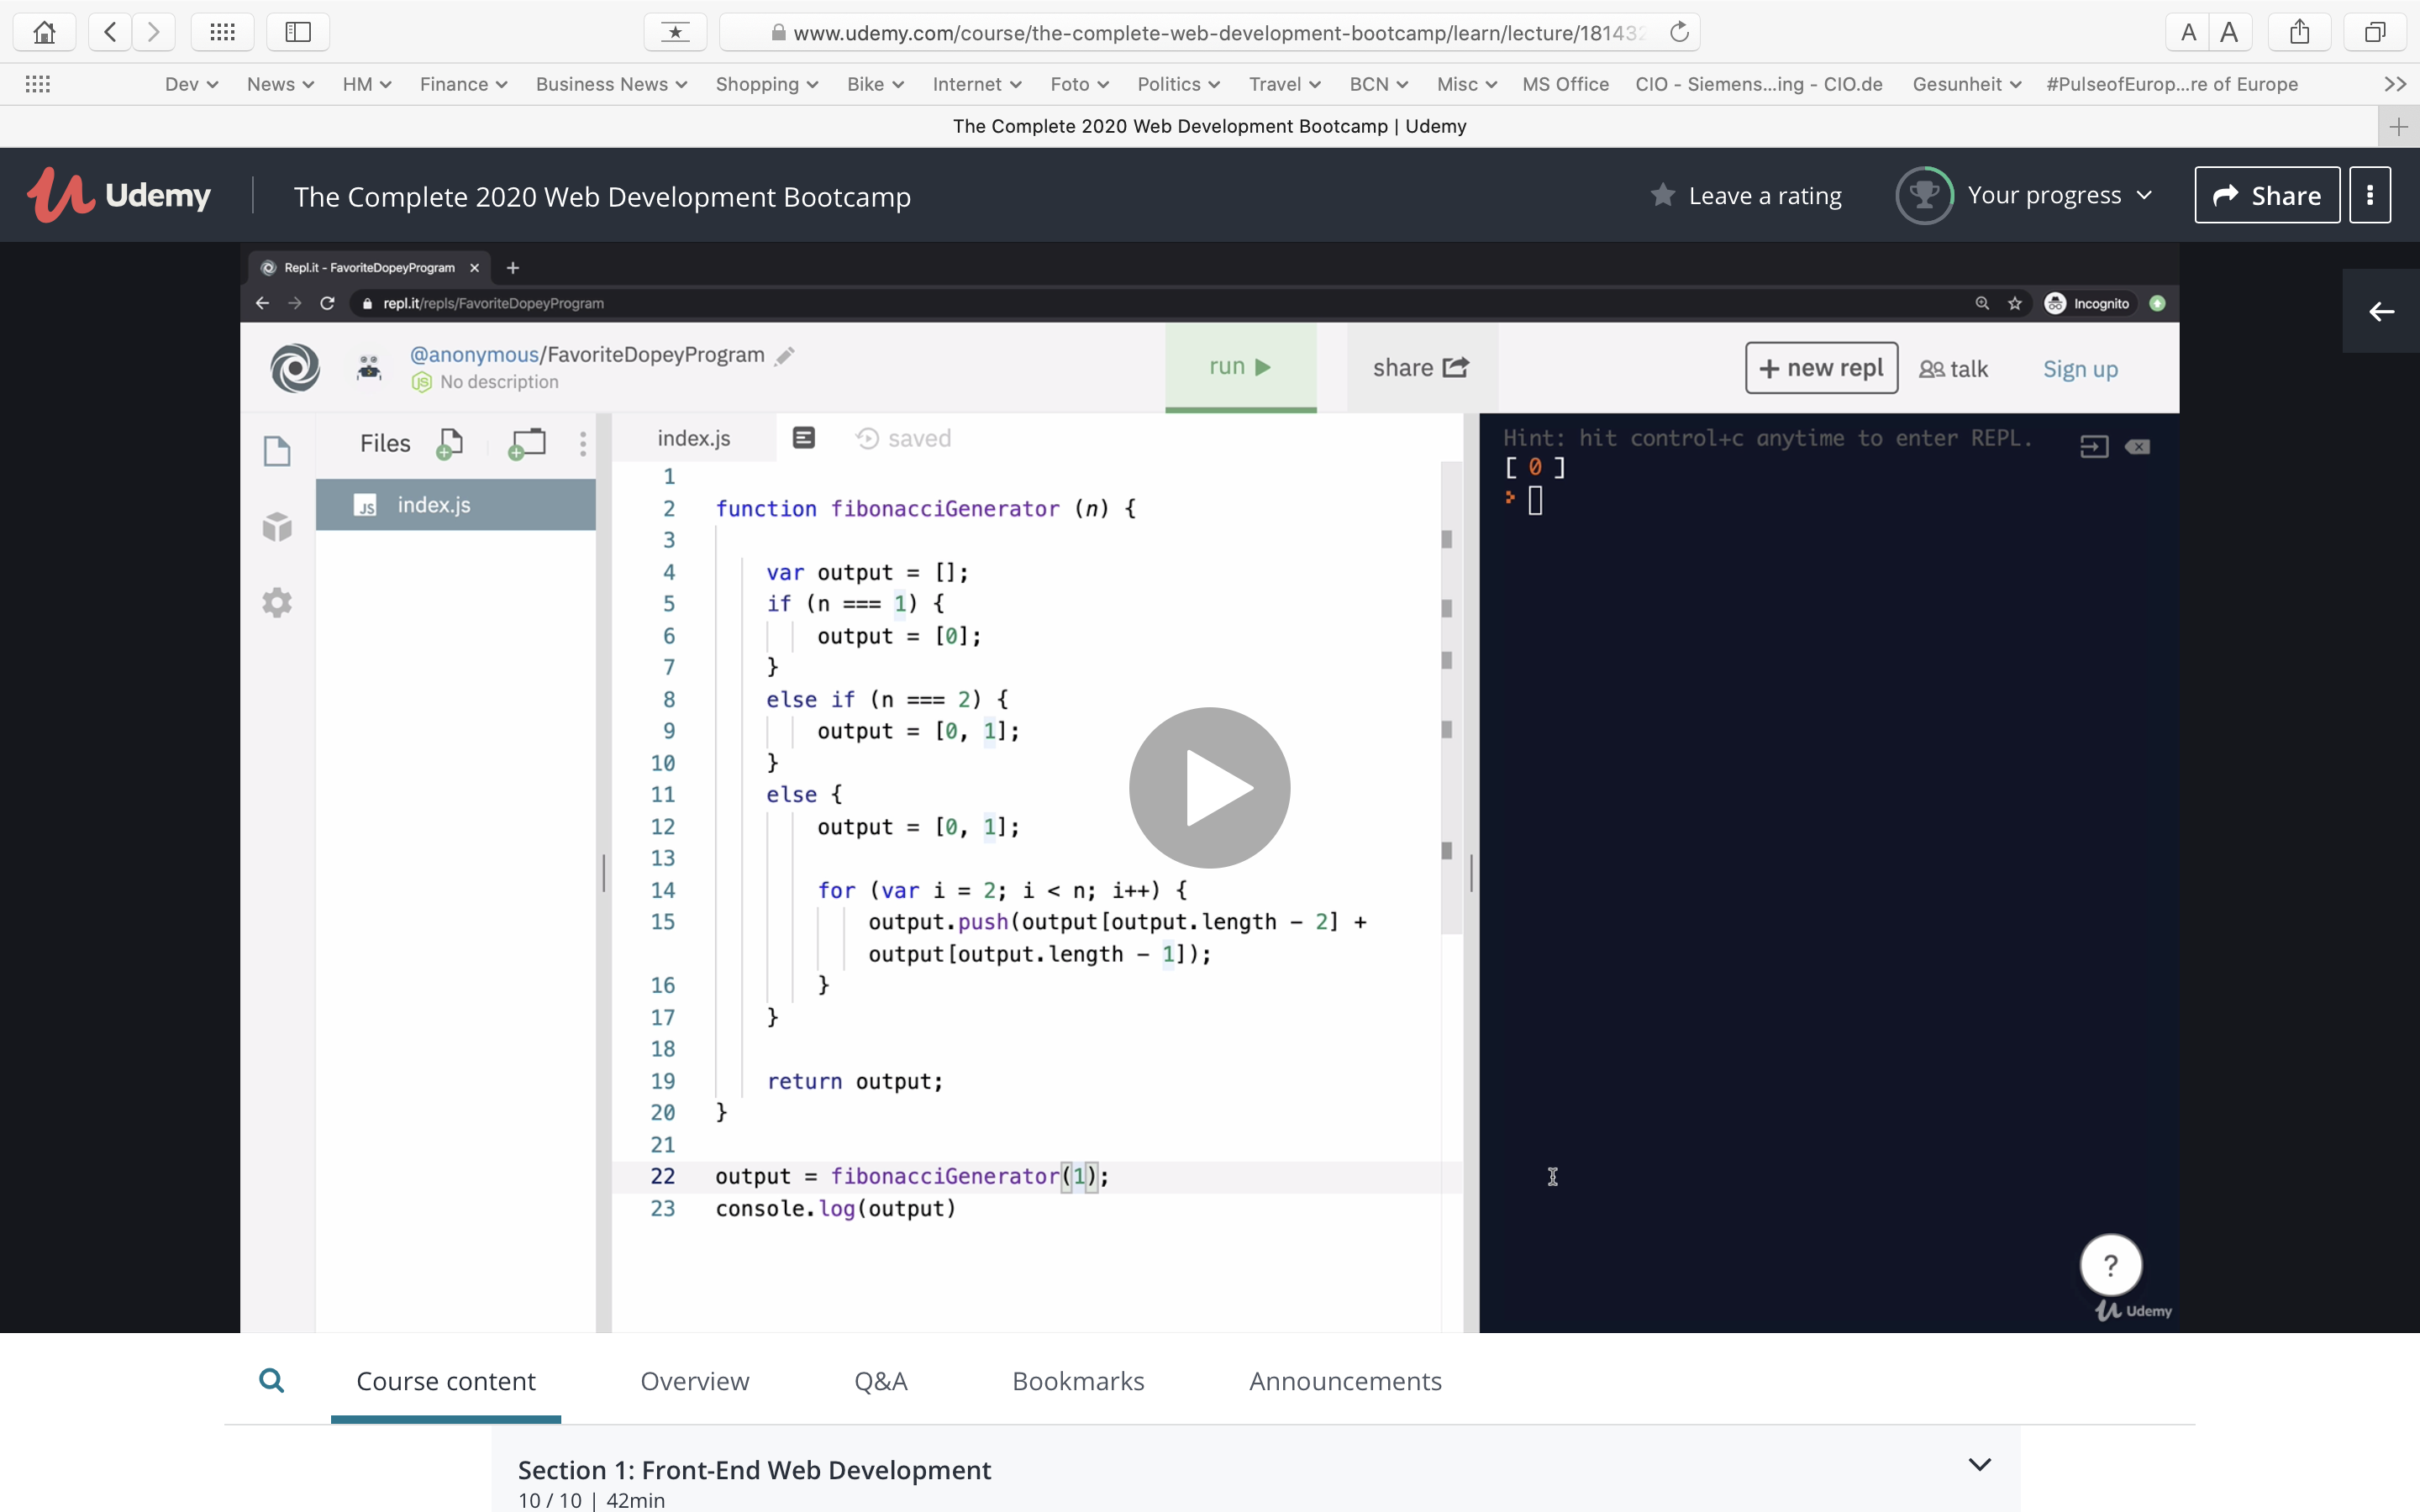 www.udemy.com/course/the-complete-web-development-bootcamp/learn/lecture/181432
A A
Dev News HM Finance Business News Shopping Bike Internet Foto Politics Travel BCN Misc MS Office CIO - Siemens...ing - CIO.de Gesunheit #PulseofEurop...re of Europe
The Complete 2020 Web Development Bootcamp | Udemy
Udemy The Complete 2020 Web Development Bootcamp Leave a rating Your progress Share
Repl.it - FavoriteDopeyProgram
repl.it/repls/FavoriteDopeyProgram Incognito
@anonymous/FavoriteDopeyProgram
No description
run share + new repl talk Sign up
Files
JS index.js
index.js saved
1
2 function fibonacciGenerator (n) {
3
4 var output = [];
5 if (n === 1) {
6 output = [0];
7 }
8 else if (n === 2) {
9 output = [0, 1];
10 }
11 else {
12 output = [0, 1];
13
14 for (var i = 2; i < n; i++) {
15 output.push(output[output.length - 2] +
output[output.length - 1]);
16 }
17 }
18
19 return output;
20 }
21
22 output = fibonacciGenerator(1);
23 console.log(output)
Hint: hit control+c anytime to enter REPL.
[ 0 ]
?
Udemy
Course content Overview Q&A Bookmarks Announcements
Section 1: Front-End Web Development
10 / 10 | 42min